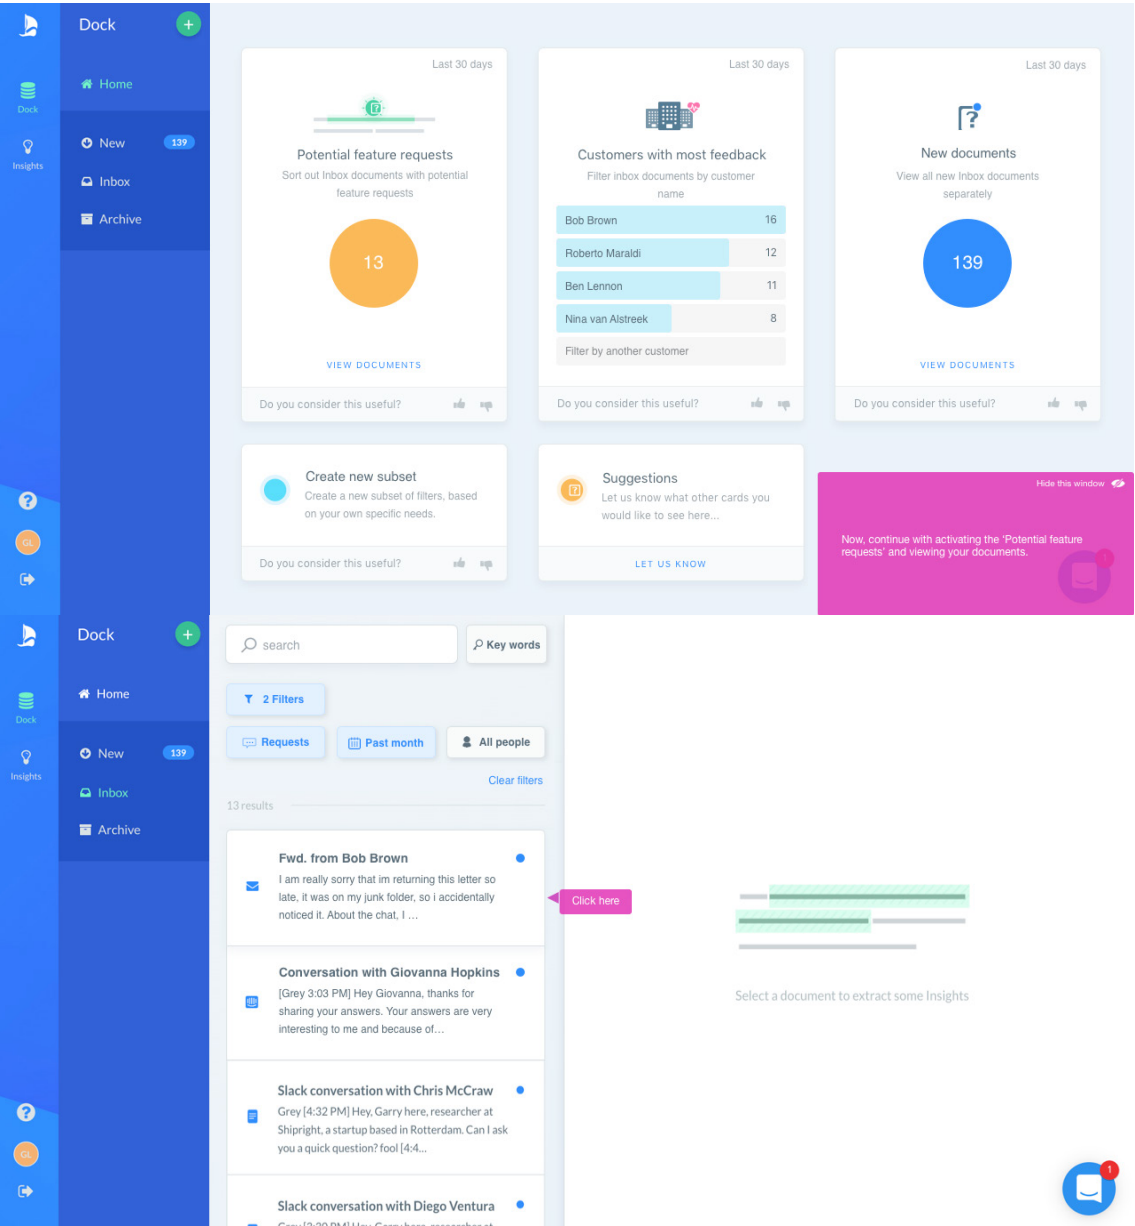 Dock
+
Dock
Insights
Home
New 139
Inbox
Archive
?
GL
Last 30 days
Potential feature requests
Sort out Inbox documents with potential
feature requests
13
VIEW DOCUMENTS
Do you consider this useful?
Last 30 days
Customers with most feedback
Filter inbox documents by customer
name
Bob Brown 16
Roberto Maraldi 12
Ben Lennon 11
Nina van Alstreek 8
Filter by another customer
Do you consider this useful?
Last 30 days
?
New documents
View all new Inbox documents
separately
139
VIEW DOCUMENTS
Do you consider this useful?
Create new subset
Create a new subset of filters, based
on your own specific needs.
Do you consider this useful?
Suggestions
Let us know what other cards you
would like to see here...
LET US KNOW
Hide this window
Now, continue with activating the 'Potential feature
requests' and viewing your documents.
1
Dock
+
Dock
Insights
Home
New 139
Inbox
Archive
?
GL
search
Key words
2 Filters
Requests
Past month
All people
Clear filters
13 results
Fwd. from Bob Brown
I am really sorry that im returning this letter so
late, it was on my junk folder, so i accidentally
noticed it. About the chat, I ...
Click here
Conversation with Giovanna Hopkins
[Grey 3:03 PM] Hey Giovanna, thanks for
sharing your answers. Your answers are very
interesting to me and because of...
Slack conversation with Chris McCraw
Grey [4:32 PM] Hey, Garry here, researcher at
Shipright, a startup based in Rotterdam. Can I ask
you a quick question? fool [4:4...
Slack conversation with Diego Ventura
Select a document to extract some Insights
1